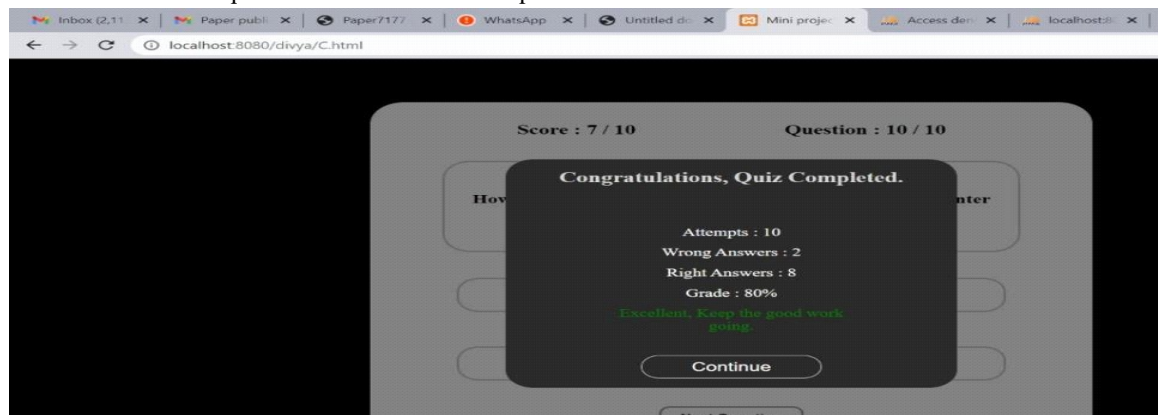 Inbox (2,11 Paper publi Paper7177 WhatsApp Untitled do Mini projec Access den localhost:8
localhost:8080/divya/C.html
Score : 7 / 10 Question : 10 / 10
Congratulations, Quiz Completed.
How nter
Attempts : 10
Wrong Answers : 2
Right Answers : 8
Grade : 80%
Excellent, Keep the good work
going.
Continue